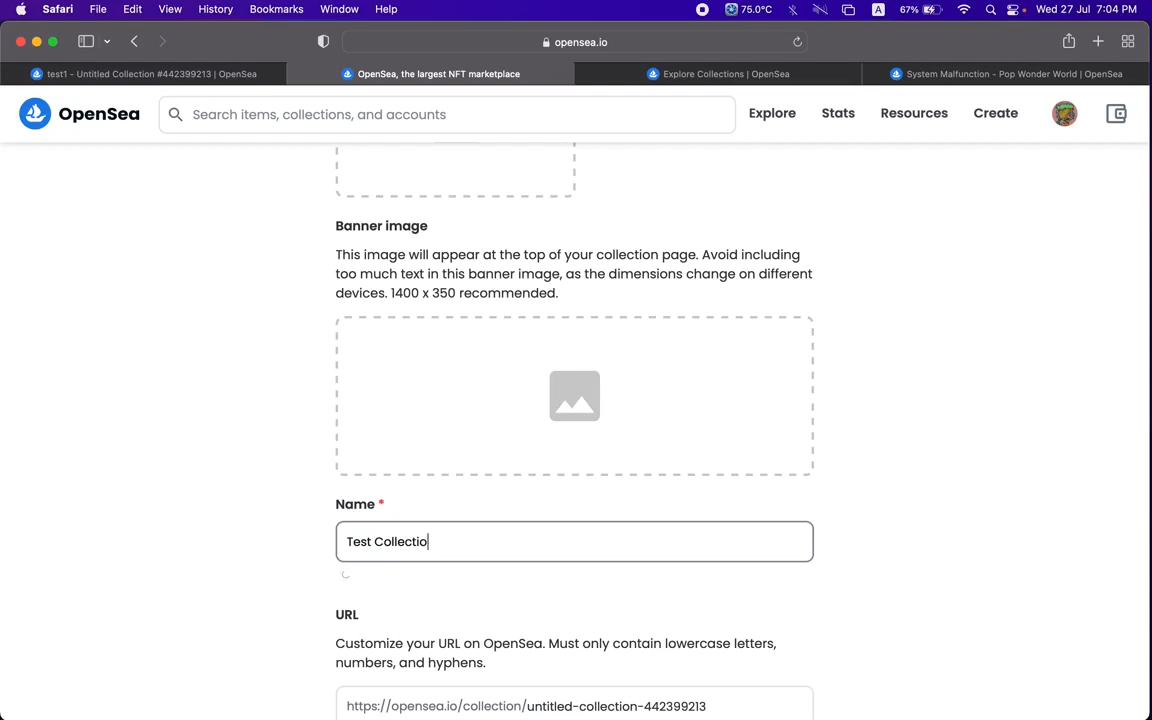 Safari File Edit View History Bookmarks Window Help 75.0°C A 67% Wed 27 Jul 7:04 PM
opensea.io
test1 - Untitled Collection #442399213 | OpenSea OpenSea, the largest NFT marketplace Explore Collections | OpenSea System Malfunction - Pop Wonder World | OpenSea
OpenSea Search items, collections, and accounts Explore Stats Resources Create
Banner image
This image will appear at the top of your collection page. Avoid including
too much text in this banner image, as the dimensions change on different
devices. 1400 x 350 recommended.
Name *
Test Collectio
URL
Customize your URL on OpenSea. Must only contain lowercase letters,
numbers, and hyphens.
https://opensea.io/collection/untitled-collection-442399213